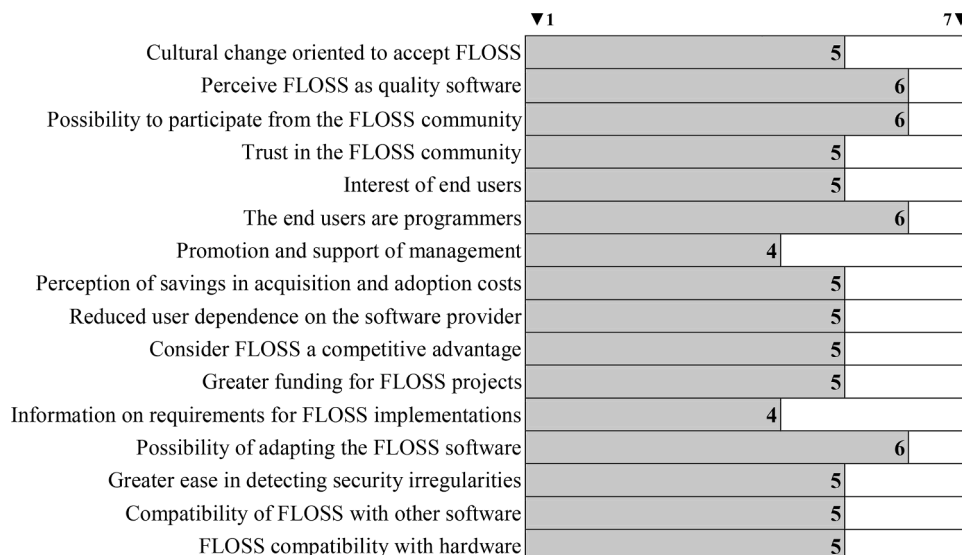 ▼1 7▼
Cultural change oriented to accept FLOSS 5
Perceive FLOSS as quality software 6
Possibility to participate from the FLOSS community 6
Trust in the FLOSS community 5
Interest of end users 5
The end users are programmers 6
Promotion and support of management 4
Perception of savings in acquisition and adoption costs 5
Reduced user dependence on the software provider 5
Consider FLOSS a competitive advantage 5
Greater funding for FLOSS projects 5
Information on requirements for FLOSS implementations 4
Possibility of adapting the FLOSS software 6
Greater ease in detecting security irregularities 5
Compatibility of FLOSS with other software 5
FLOSS compatibility with hardware 5